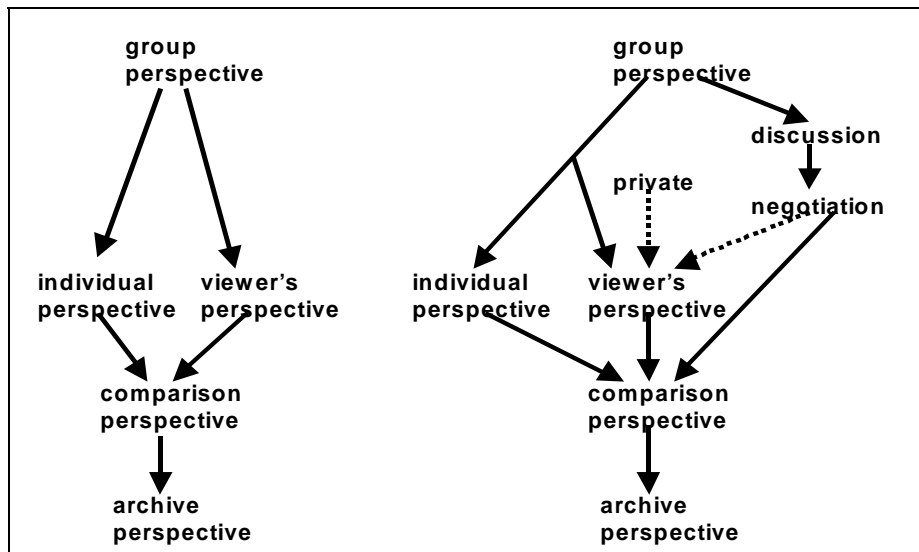 group
perspective
individual
perspective
viewer's
perspective
comparison
perspective
archive
perspective
group
perspective
discussion
private
negotiation
individual
perspective
viewer's
perspective
comparison
perspective
archive
perspective